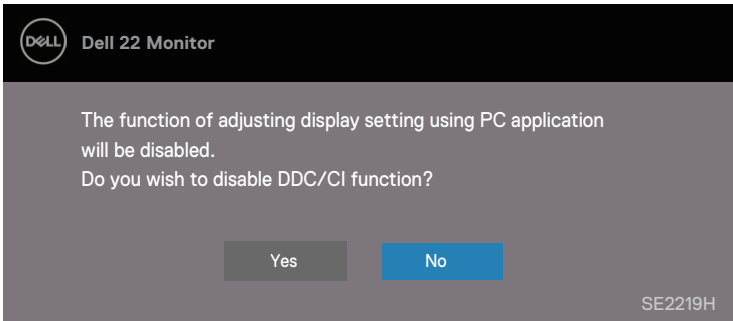 DELL
Dell 22 Monitor
The function of adjusting display setting using PC application
will be disabled.
Do you wish to disable DDC/CI function?
Yes
No
SE2219H